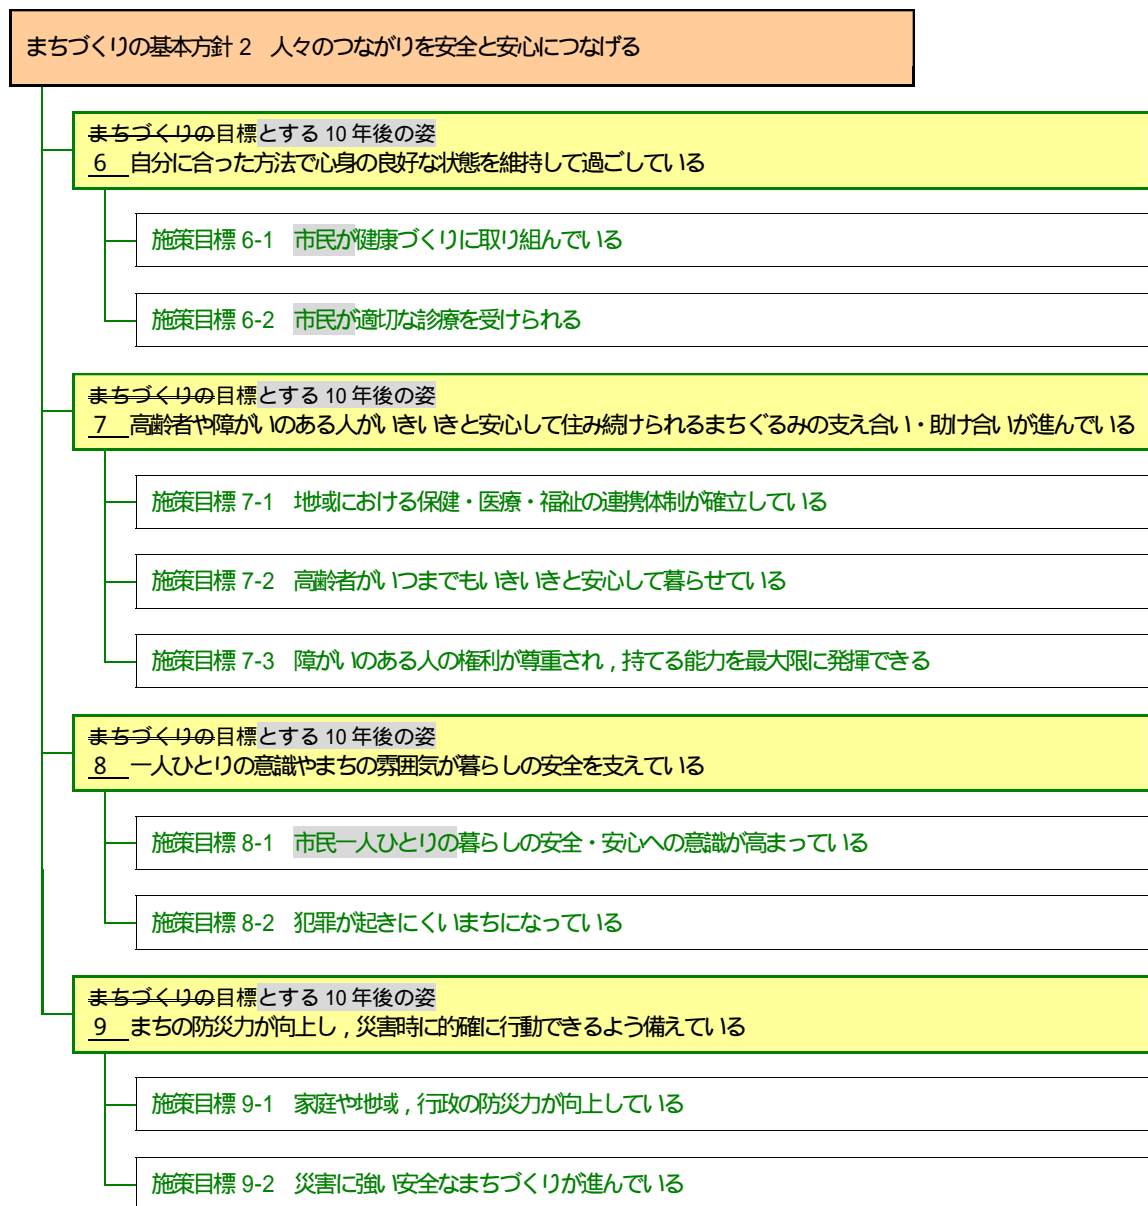 まちづくりの基本方針 2　人々のつながりを安全と安心につなげる
まちづくりの目標とする 10 年後の姿
6　自分に合った方法で心身の良好な状態を維持して過ごしている
施策目標 6-1　市民が健康づくりに取り組んでいる
施策目標 6-2　市民が適切な診療を受けられる
まちづくりの目標とする 10 年後の姿
7　高齢者や障がいのある人がいきいきと安心して住み続けられるまちぐるみの支え合い・助け合いが進んでいる
施策目標 7-1　地域における保健・医療・福祉の連携体制が確立している
施策目標 7-2　高齢者がいつまでもいきいきと安心して暮らせている
施策目標 7-3　障がいのある人の権利が尊重され，持てる能力を最大限に発揮できる
まちづくりの目標とする 10 年後の姿
8　一人ひとりの意識やまちの雰囲気が暮らしの安全を支えている
施策目標 8-1　市民一人ひとりの暮らしの安全・安心への意識が高まっている
施策目標 8-2　犯罪が起きにくいまちになっている
まちづくりの目標とする 10 年後の姿
9　まちの防災力が向上し，災害時に的確に行動できるよう備えている
施策目標 9-1　家庭や地域，行政の防災力が向上している
施策目標 9-2　災害に強い安全なまちづくりが進んでいる